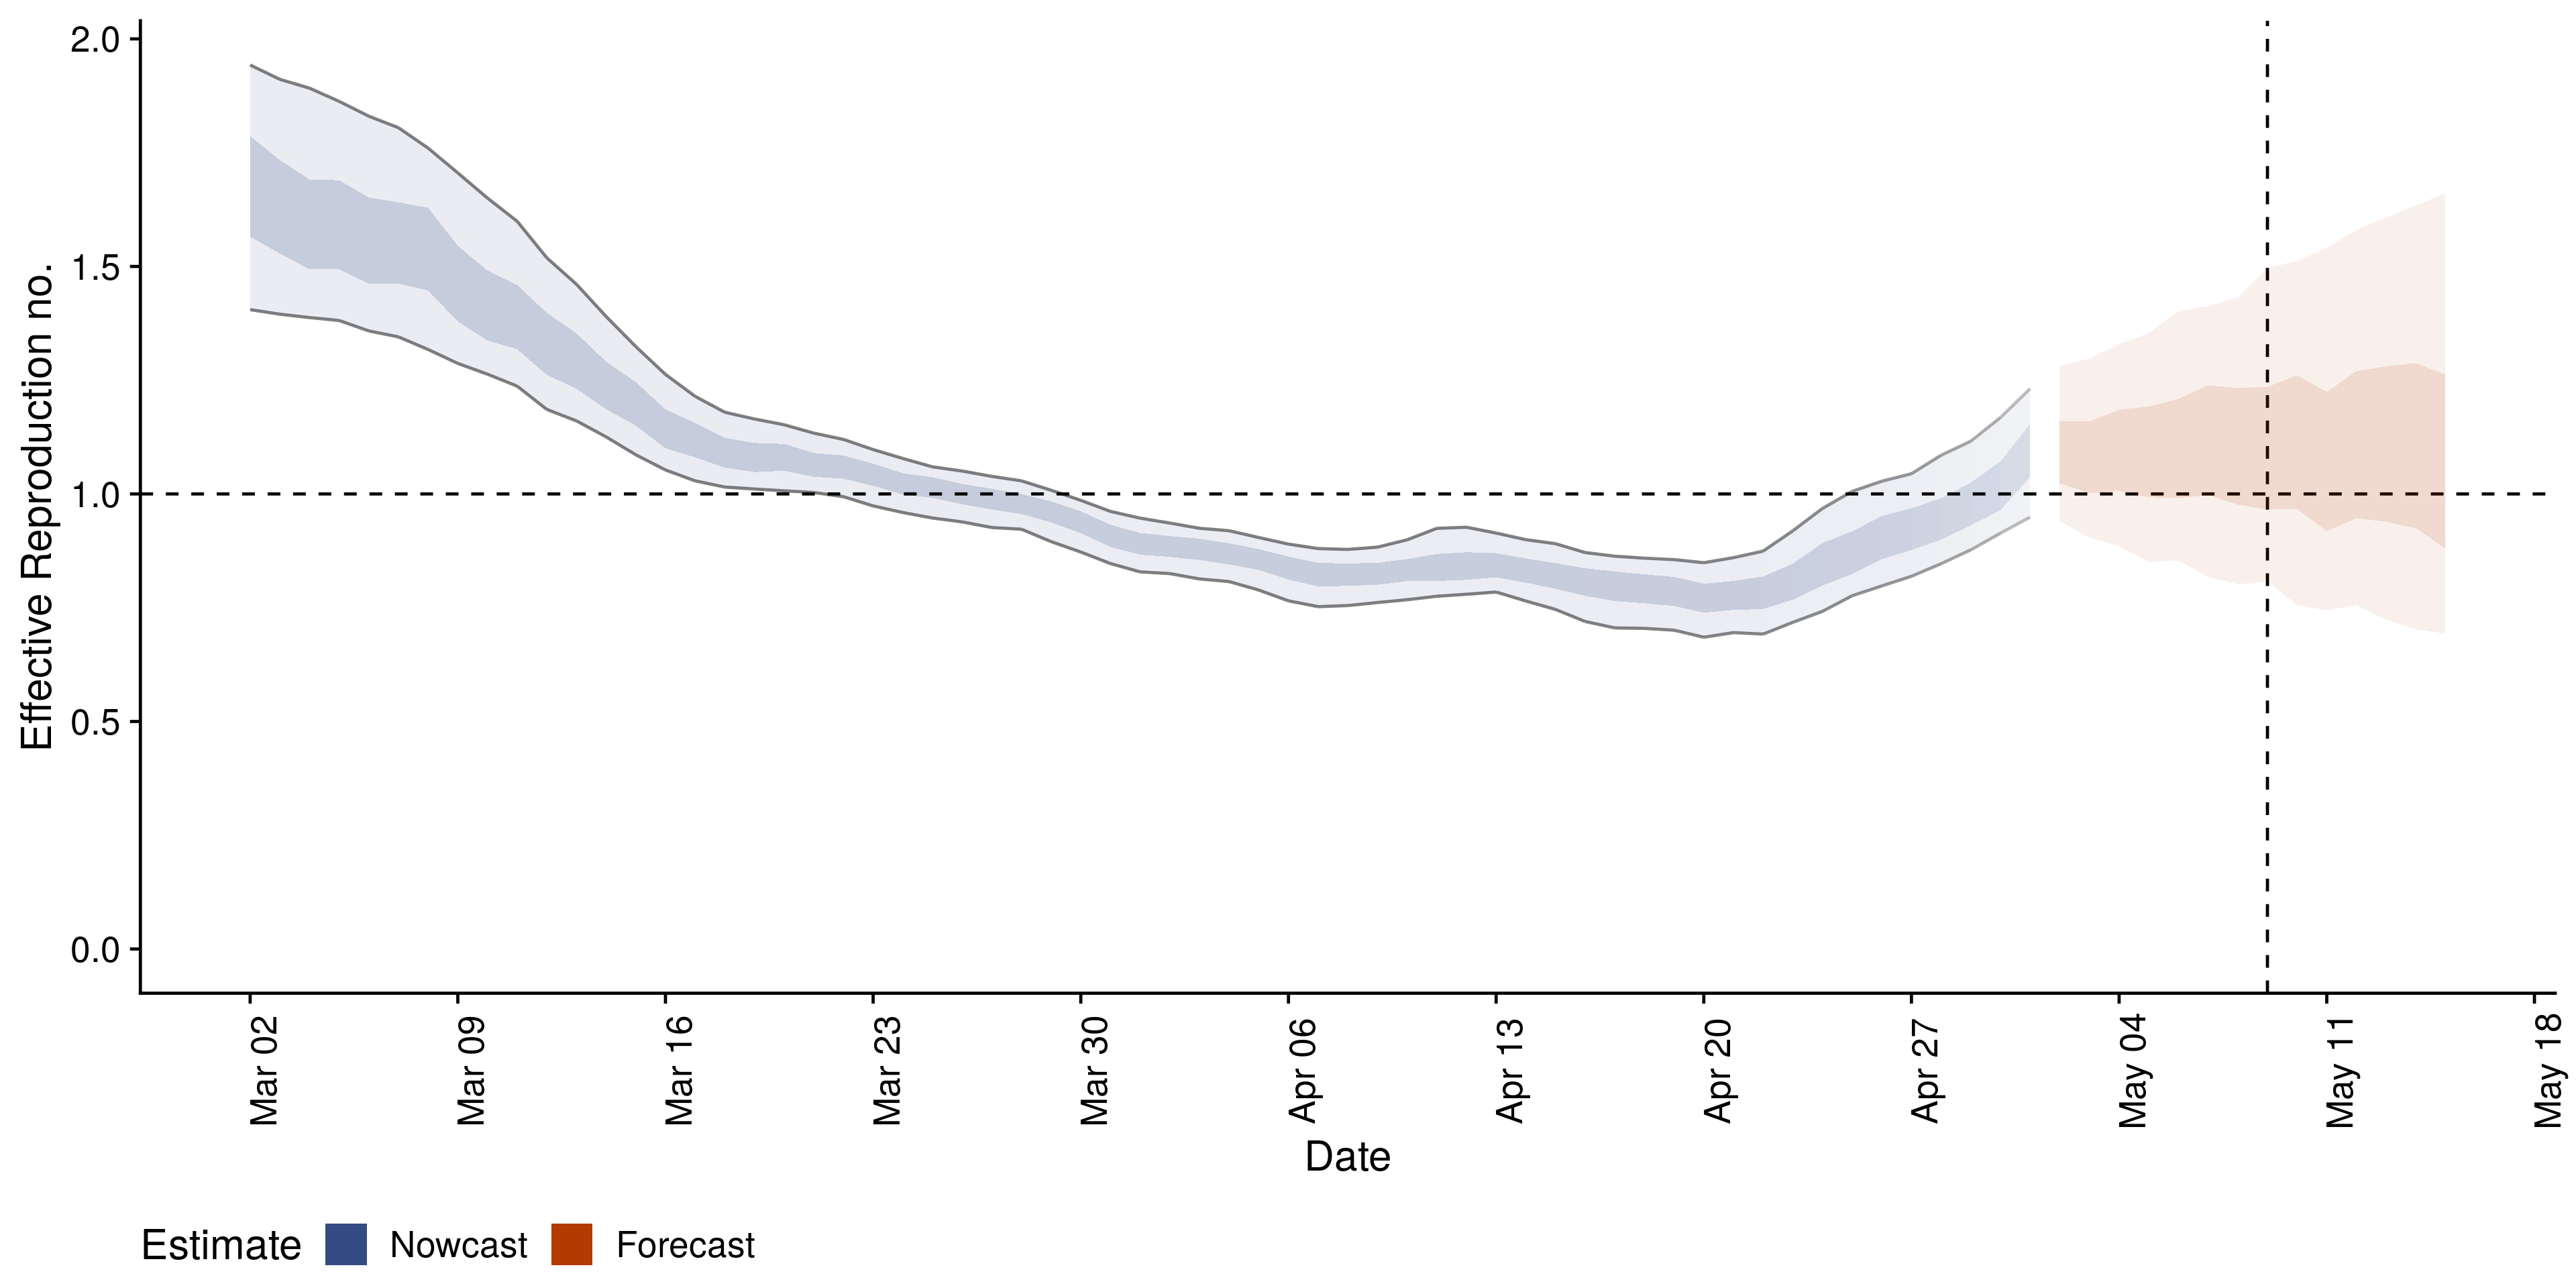 Effective Reproduction no.
2.0
1.5
1.0
0.5
0.0
Mar 02
Mar 09
Mar 16
Mar 23
Mar 30
Apr 06
Apr 13
Apr 20
Apr 27
May 04
May 11
May 18
Date
Estimate Nowcast Forecast